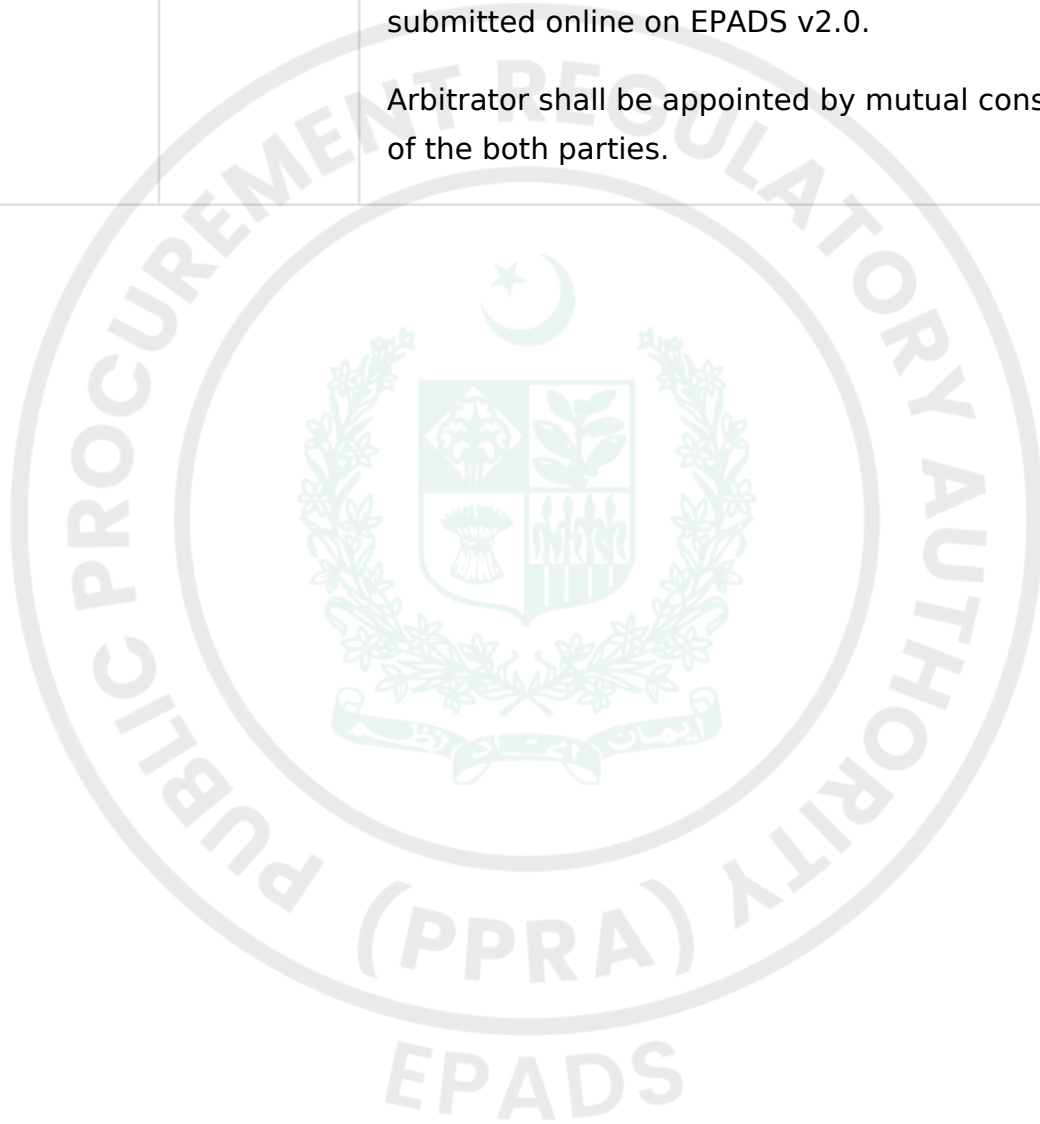 submitted online on EPADS v2.0.
Arbitrator shall be appointed by mutual cons
of the both parties.
PUBLIC PROCUREMENT REGULATORY AUTHORITY
(PPRA)
EPADS